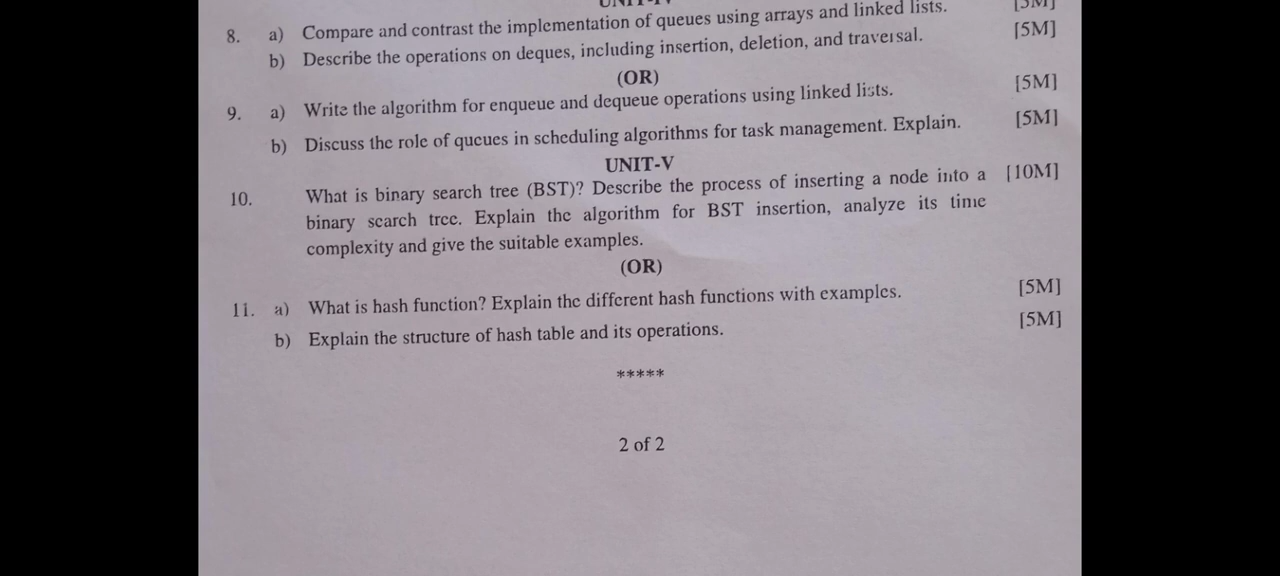 UNIT-IV
8. a) Compare and contrast the implementation of queues using arrays and linked lists. [5M]
b) Describe the operations on deques, including insertion, deletion, and traversal. [5M]
(OR)
9. a) Write the algorithm for enqueue and dequeue operations using linked lists. [5M]
b) Discuss the role of queues in scheduling algorithms for task management. Explain. [5M]
UNIT-V
10. What is binary search tree (BST)? Describe the process of inserting a node into a [10M]
binary search tree. Explain the algorithm for BST insertion, analyze its time
complexity and give the suitable examples.
(OR)
11. a) What is hash function? Explain the different hash functions with examples. [5M]
b) Explain the structure of hash table and its operations. [5M]
*****
2 of 2